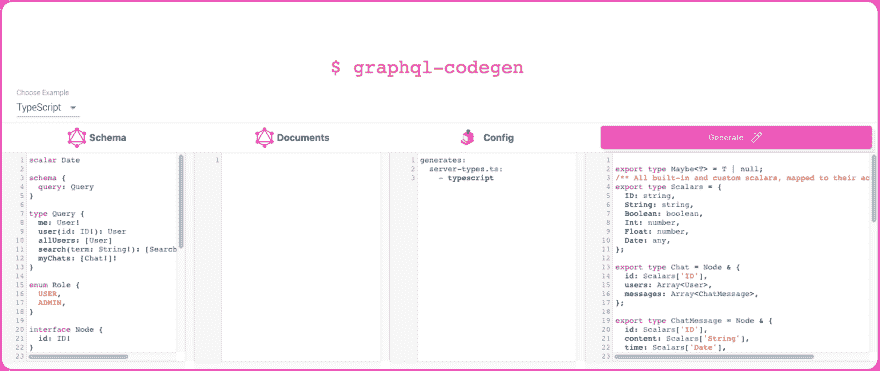 $ graphql-codegen
Choose Example
TypeScript
Schema
Documents
Config
Generate
1 scalar Date
2
3 schema {
4 query: Query
5 }
6
7 type Query {
8 me: User!
9 user(id: ID!): User
10 allUsers: [User]
11 search(term: String!): [Search
12 myChats: [Chat!]!
13 }
14
15 enum Role {
16 USER,
17 ADMIN,
18 }
19
20 interface Node {
21 id: ID!
22 }
23
1
1 generates:
2 server-types.ts:
3 - typescript
1
2 export type Maybe<T> = T | null;
3 /** All built-in and custom scalars, mapped to their ac
4 export type Scalars = {
5 ID: string,
6 String: string,
7 Boolean: boolean,
8 Int: number,
9 Float: number,
10 Date: any,
11 };
12
13 export type Chat = Node & {
14 id: Scalars['ID'],
15 users: Array<User>,
16 messages: Array<ChatMessage>,
17 };
18
19 export type ChatMessage = Node & {
20 id: Scalars['ID'],
21 content: Scalars['String'],
22 time: Scalars['Date'],
23